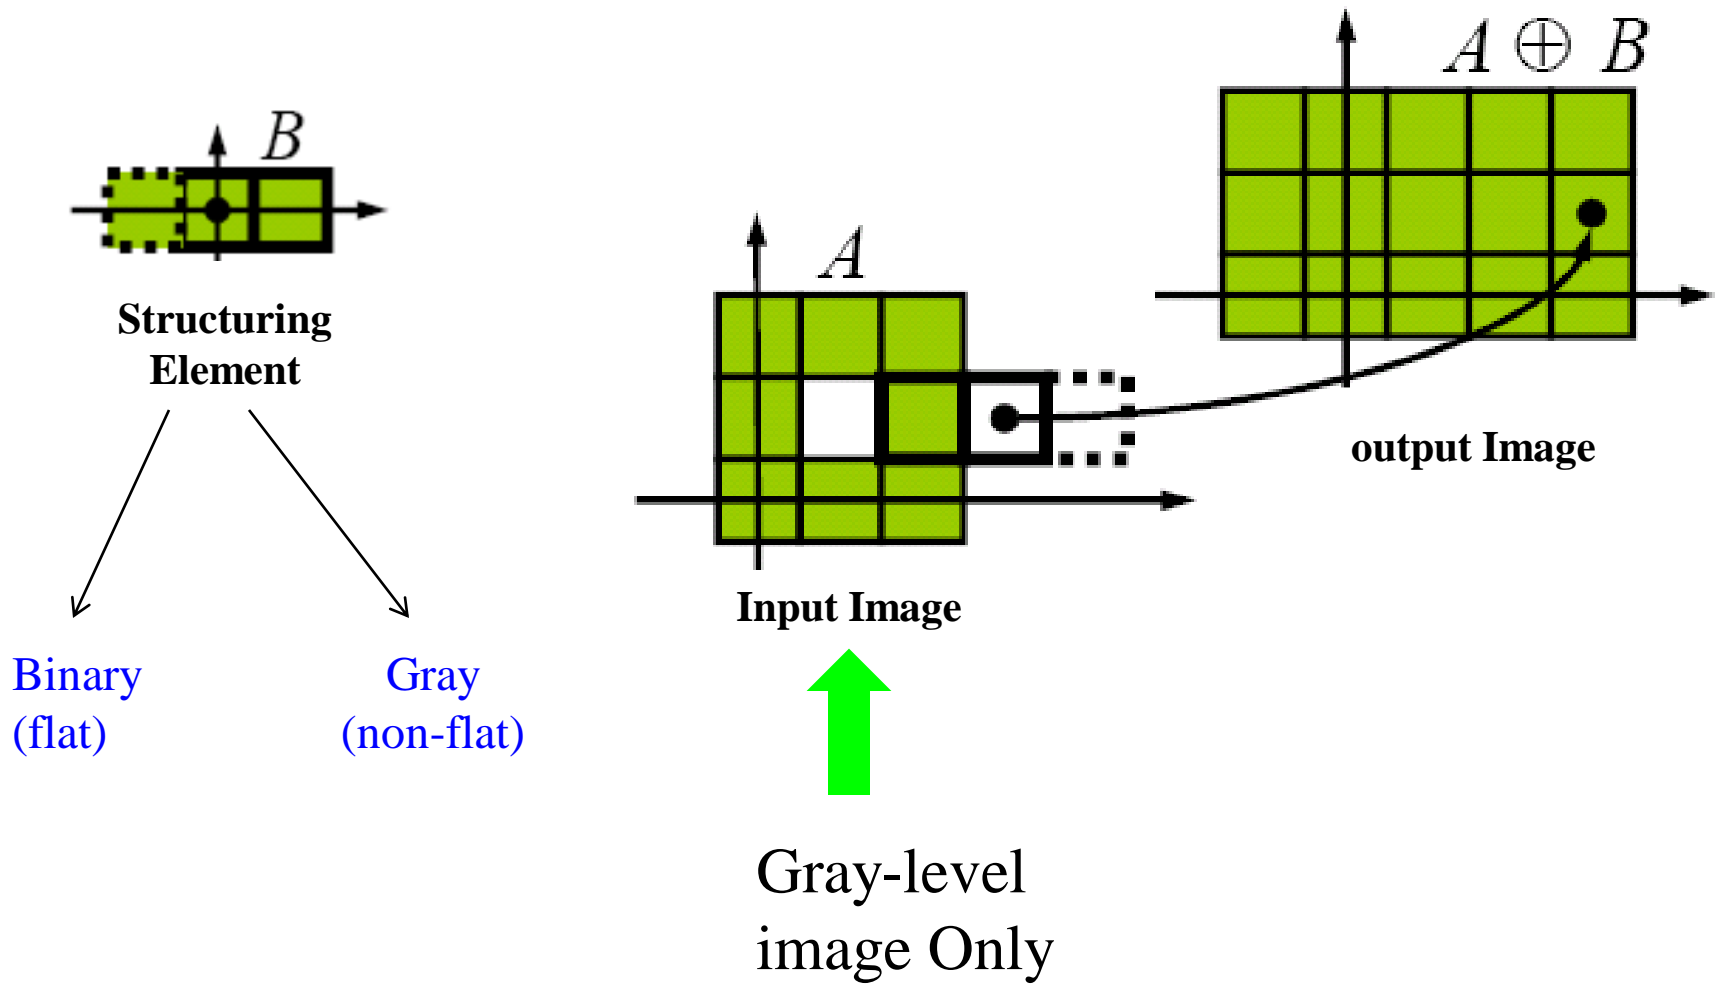 A ⊕ B
B
A
Structuring
Element
output Image
Input Image
Binary
(flat)
Gray
(non-flat)
Gray-level
image Only